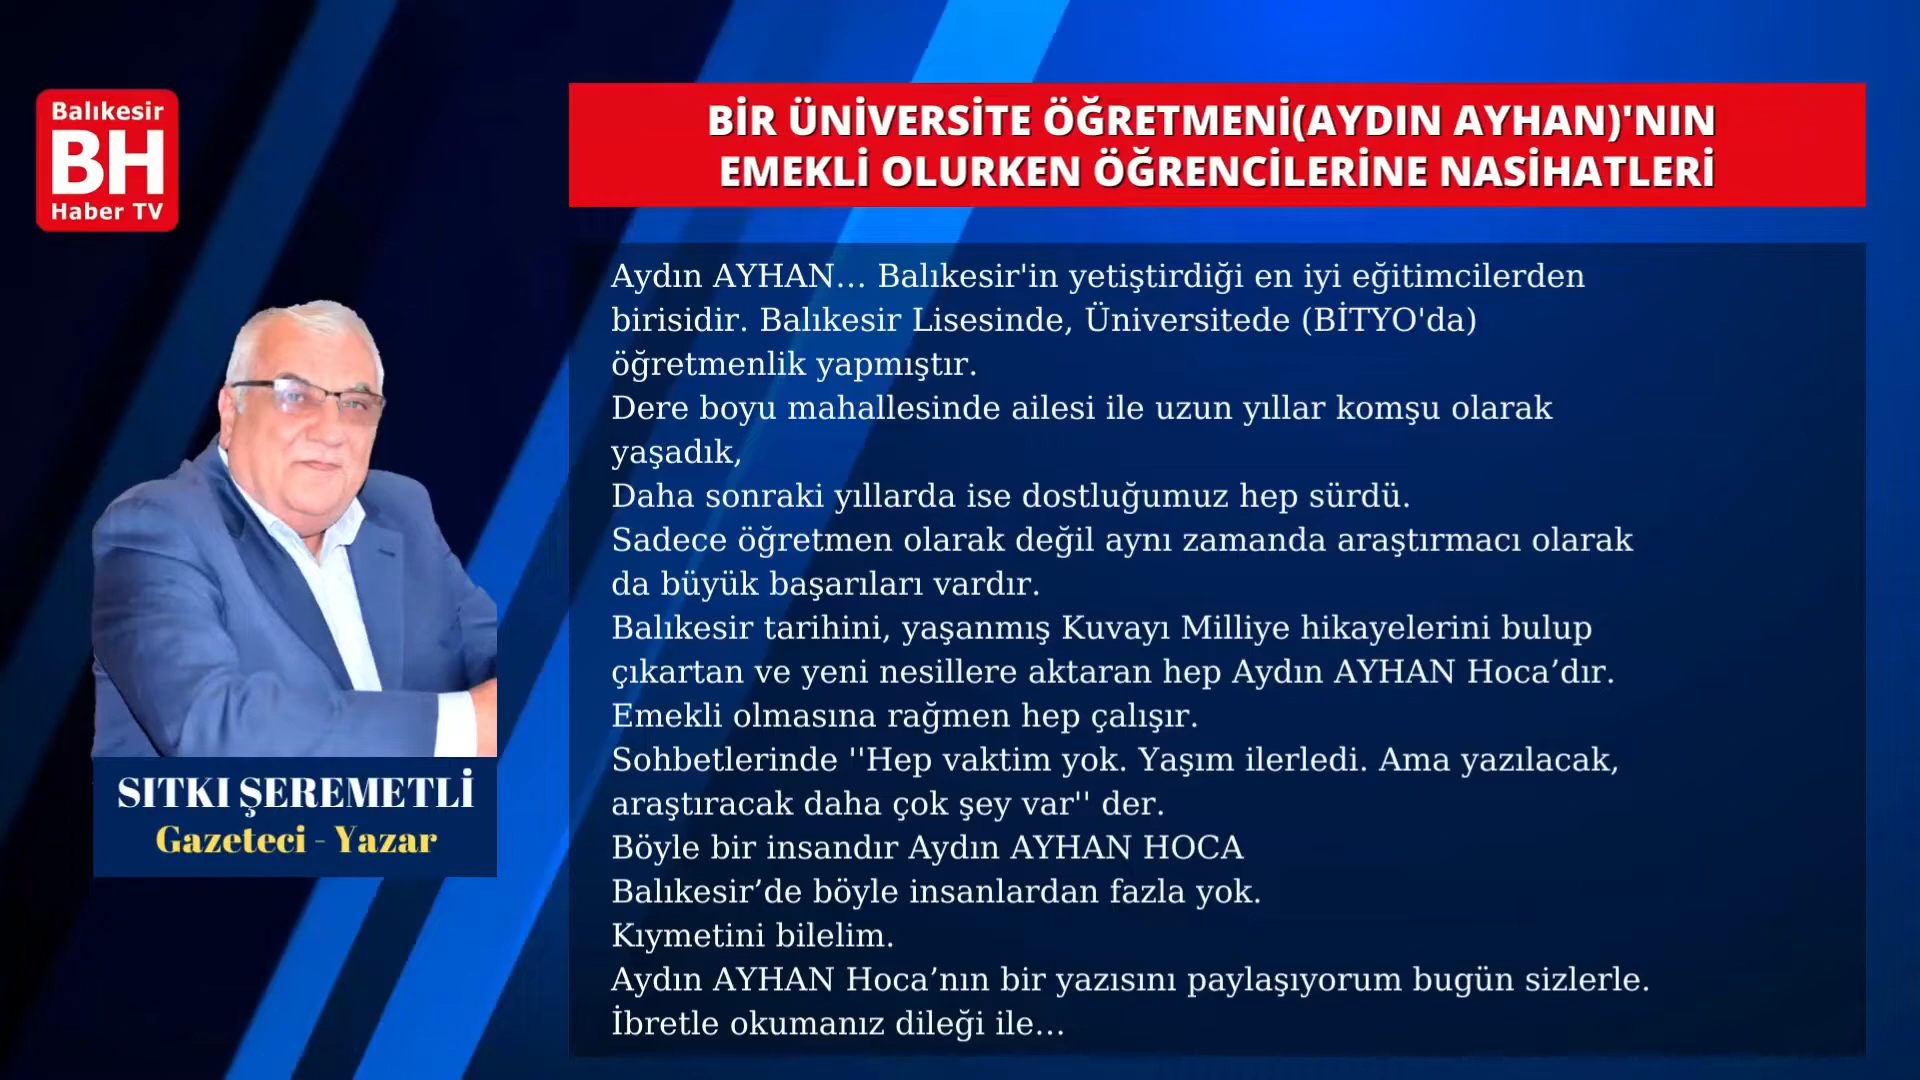 Balıkesir
BH
Haber TV
BİR ÜNİVERSİTE ÖĞRETMENİ(AYDIN AYHAN)'NIN
EMEKLİ OLURKEN ÖĞRENCİLERİNE NASİHATLERİ
Aydın AYHAN... Balıkesir'in yetiştirdiği en iyi eğitimcilerden
birisidir. Balıkesir Lisesinde, Üniversitede (BİTYO'da)
öğretmenlik yapmıştır.
Dere boyu mahallesinde ailesi ile uzun yıllar komşu olarak
yaşadık,
Daha sonraki yıllarda ise dostluğumuz hep sürdü.
Sadece öğretmen olarak değil aynı zamanda araştırmacı olarak
da büyük başarıları vardır.
Balıkesir tarihini, yaşanmış Kuvayı Milliye hikayelerini bulup
çıkartan ve yeni nesillere aktaran hep Aydın AYHAN Hoca’dır.
Emekli olmasına rağmen hep çalışır.
Sohbetlerinde ''Hep vaktim yok. Yaşım ilerledi. Ama yazılacak,
araştıracak daha çok şey var'' der.
Böyle bir insandır Aydın AYHAN HOCA
Balıkesir’de böyle insanlardan fazla yok.
Kıymetini bilelim.
Aydın AYHAN Hoca’nın bir yazısını paylaşıyorum bugün sizlerle.
İbretle okumanız dileği ile...
SITKI ŞEREMETLİ
Gazeteci - Yazar